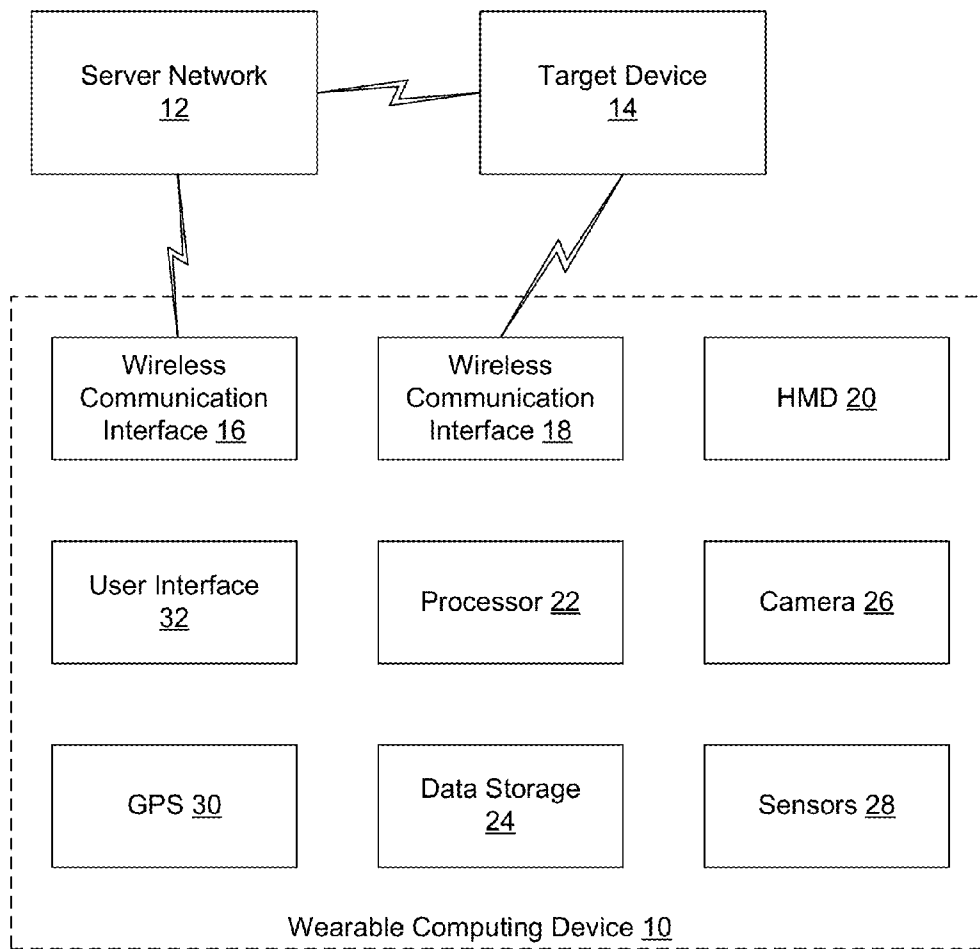 Server Network
12
Target Device
14
Wireless
Communication
Interface 16
Wireless
Communication
Interface 18
HMD 20
User Interface
32
Processor 22
Camera 26
GPS 30
Data Storage
24
Sensors 28
Wearable Computing Device 10